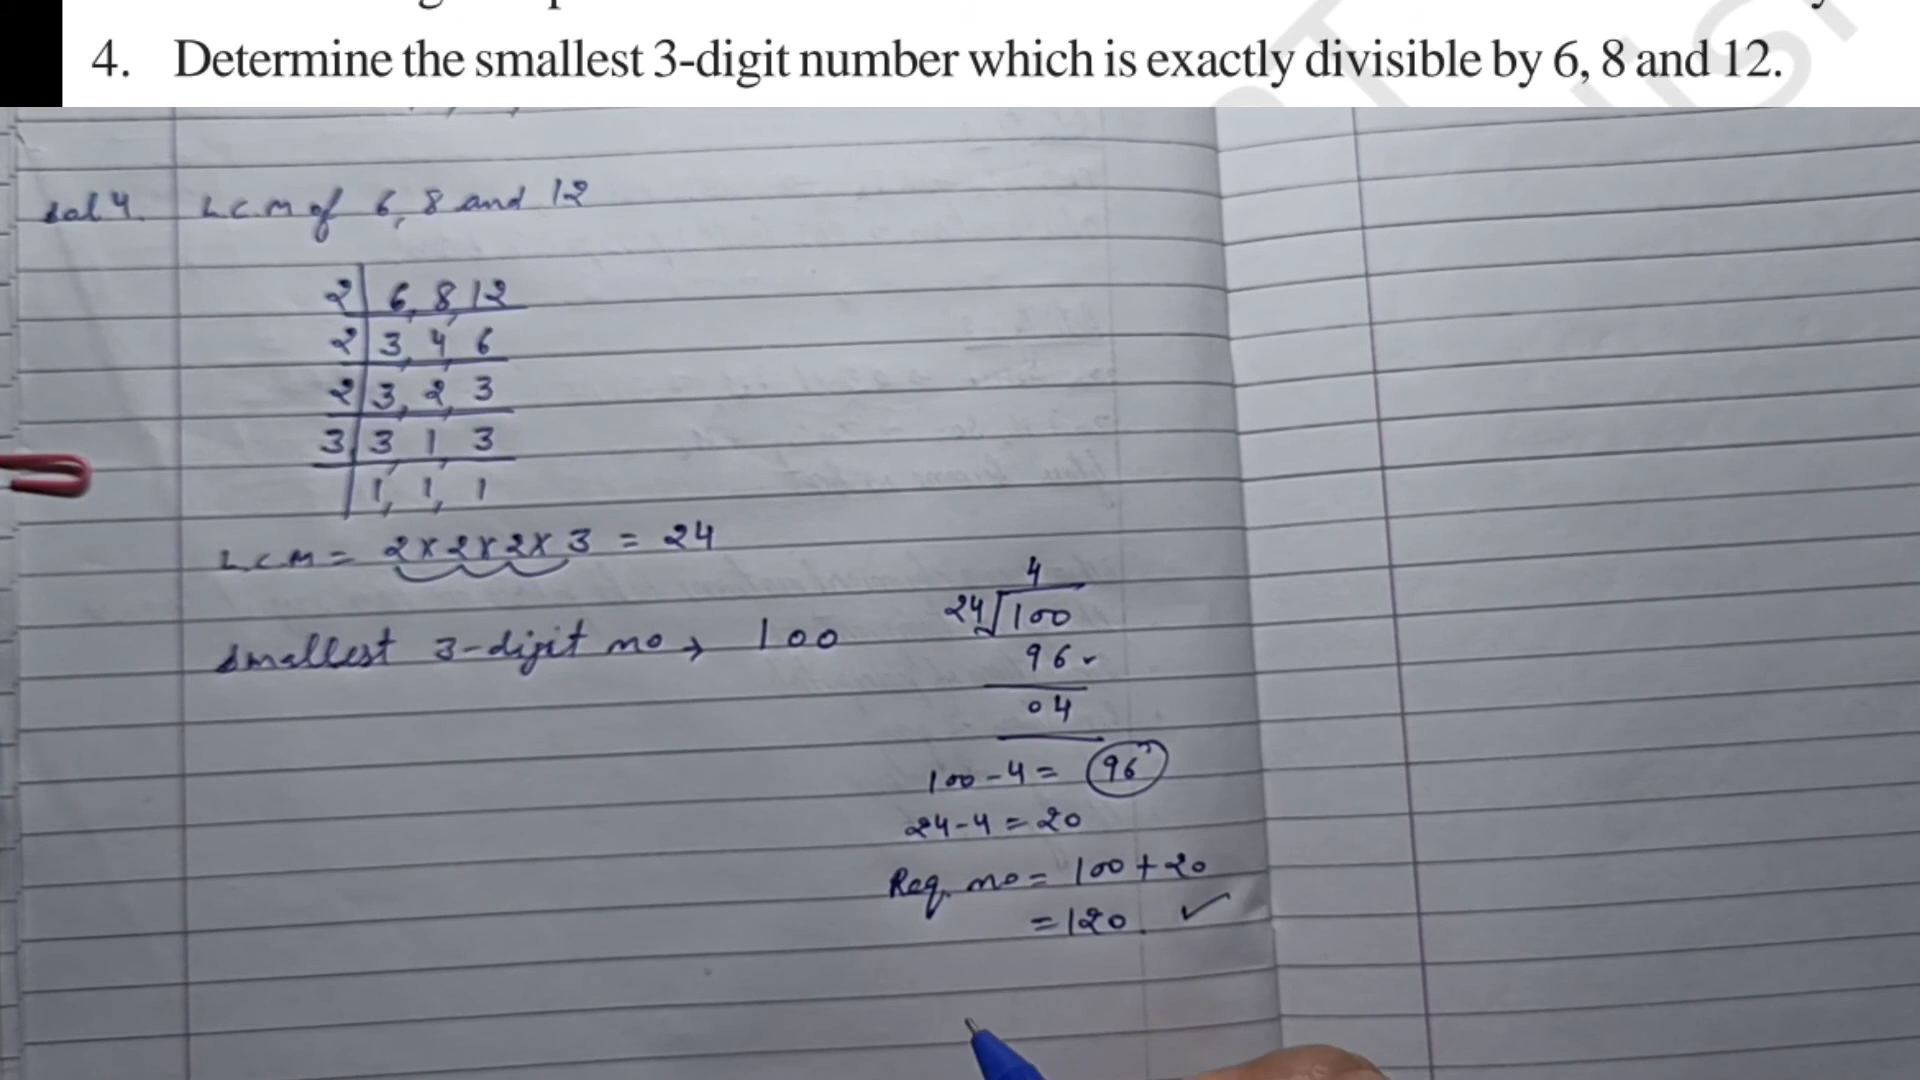 4. Determine the smallest 3-digit number which is exactly divisible by 6, 8 and 12.
Sol 4. LCM of 6, 8 and 12
2 | 6, 8, 12
2 | 3, 4, 6
2 | 3, 2, 3
3 | 3, 1, 3
| 1, 1, 1
LCM = 2 × 2 × 2 × 3 = 24
Smallest 3-digit no → 100
4
24 √100
96
04
100 - 4 = 96
24 - 4 = 20
Req. no = 100 + 20
= 120 ✓